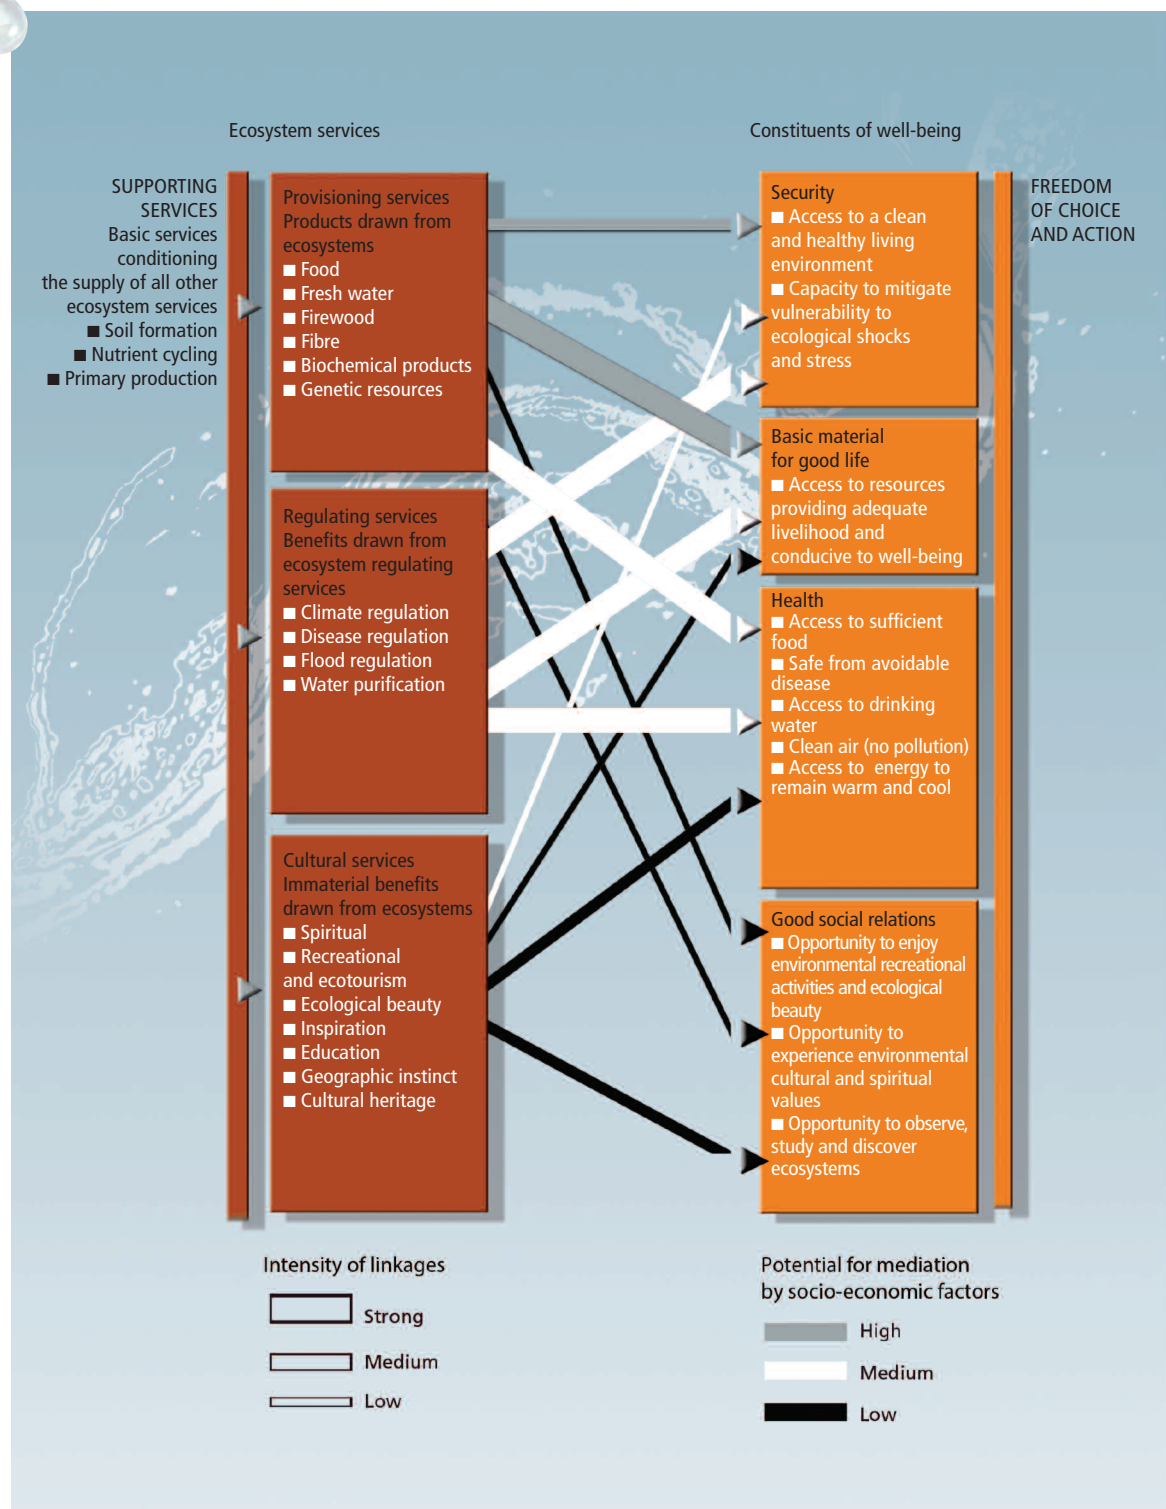 Ecosystem services
Constituents of well-being
SUPPORTING
SERVICES
Basic services
conditioning
the supply of all other
ecosystem services
■ Soil formation
■ Nutrient cycling
■ Primary production
Provisioning services
Products drawn from
ecosystems
■ Food
■ Fresh water
■ Firewood
■ Fibre
■ Biochemical products
■ Genetic resources
Regulating services
Benefits drawn from
ecosystem regulating
services
■ Climate regulation
■ Disease regulation
■ Flood regulation
■ Water purification
Cultural services
Immaterial benefits
drawn from ecosystems
■ Spiritual
■ Recreational
and ecotourism
■ Ecological beauty
■ Inspiration
■ Education
■ Geographic instinct
■ Cultural heritage
Security
■ Access to a clean
and healthy living
environment
■ Capacity to mitigate
vulnerability to
ecological shocks
and stress
Basic material
for good life
■ Access to resources
providing adequate
livelihood and
conducive to well-being
Health
■ Access to sufficient
food
■ Safe from avoidable
disease
■ Access to drinking
water
■ Clean air (no pollution)
■ Access to energy to
remain warm and cool
Good social relations
■ Opportunity to enjoy
environmental recreational
activities and ecological
beauty
■ Opportunity to
experience environmental
cultural and spiritual
values
■ Opportunity to observe,
study and discover
ecosystems
FREEDOM
OF CHOICE
AND ACTION
Intensity of linkages
Strong
Medium
Low
Potential for mediation
by socio-economic factors
High
Medium
Low